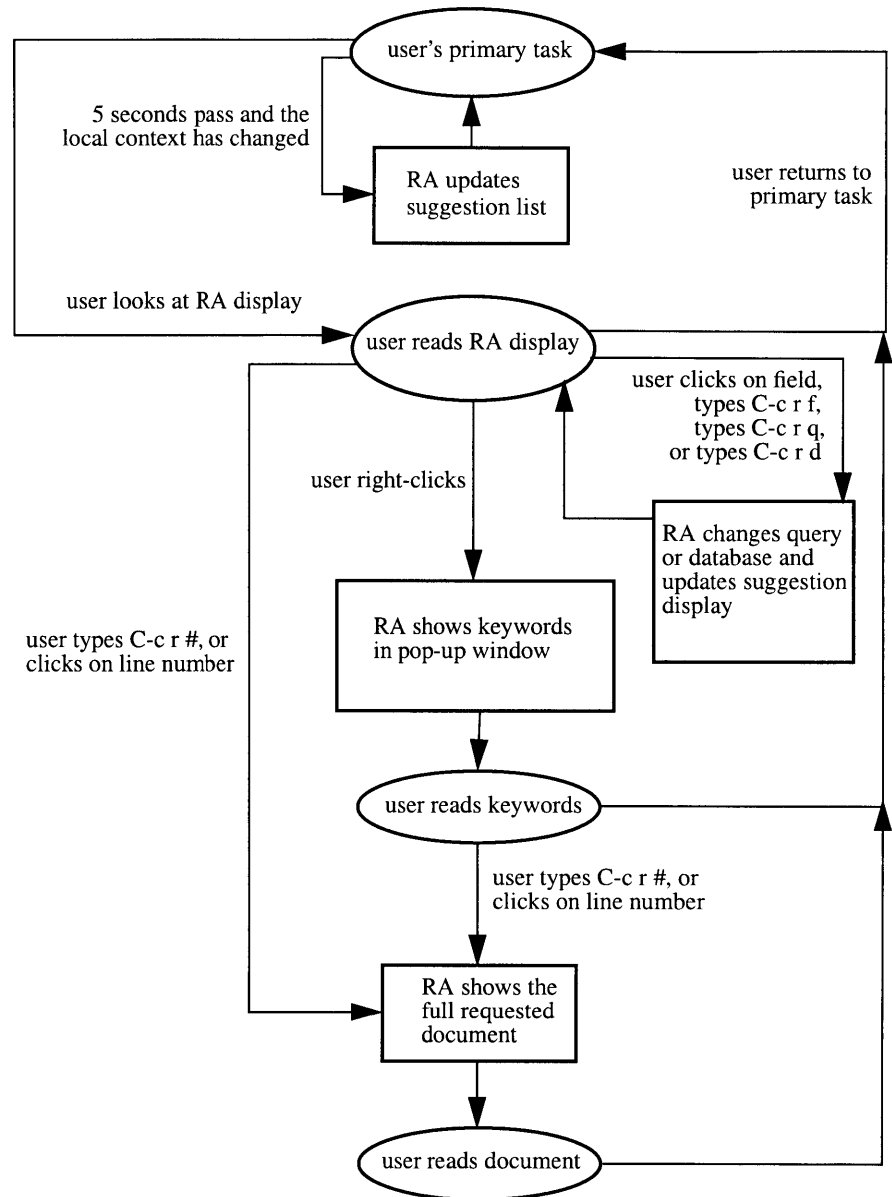 user's primary task
5 seconds pass and the
local context has changed
RA updates
suggestion list
user returns to
primary task
user looks at RA display
user reads RA display
user clicks on field,
types C-c r f,
types C-c r q,
or types C-c r d
user right-clicks
RA changes query
or database and
updates suggestion
display
RA shows keywords
in pop-up window
user types C-c r #, or
clicks on line number
user reads keywords
user types C-c r #, or
clicks on line number
RA shows the
full requested
document
user reads document